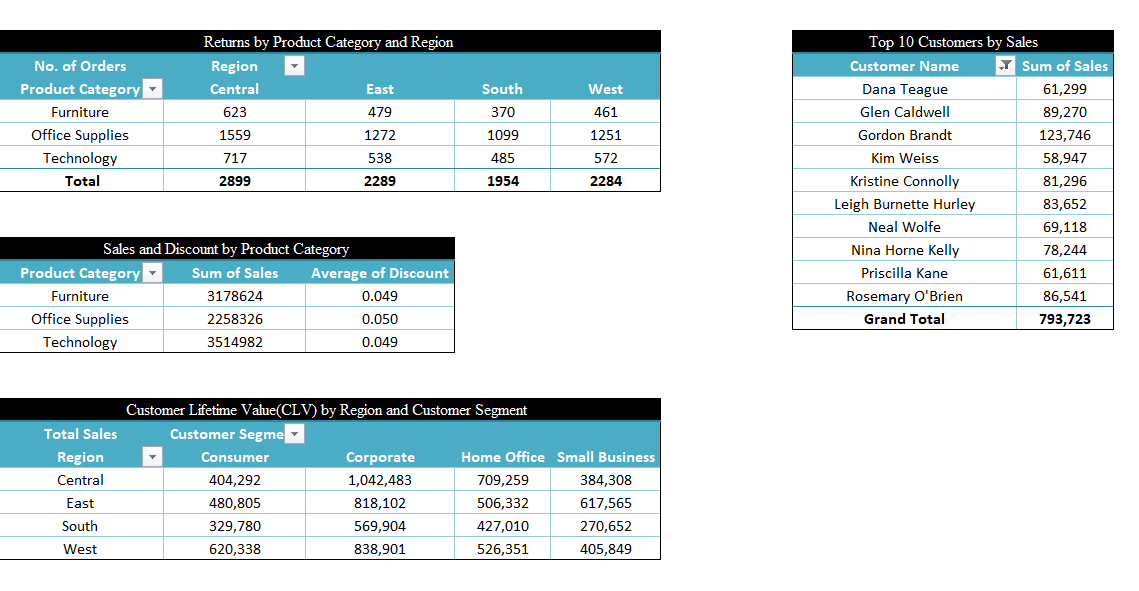 Returns by Product Category and Region
No. of Orders Region
Product Category Central East South West
Furniture 623 479 370 461
Office Supplies 1559 1272 1099 1251
Technology 717 538 485 572
Total 2899 2289 1954 2284
Sales and Discount by Product Category
Product Category Sum of Sales Average of Discount
Furniture 3178624 0.049
Office Supplies 2258326 0.050
Technology 3514982 0.049
Customer Lifetime Value(CLV) by Region and Customer Segment
Total Sales Customer Segme
Region Consumer Corporate Home Office Small Business
Central 404,292 1,042,483 709,259 384,308
East 480,805 818,102 506,332 617,565
South 329,780 569,904 427,010 270,652
West 620,338 838,901 526,351 405,849
Top 10 Customers by Sales
Customer Name Sum of Sales
Dana Teague 61,299
Glen Caldwell 89,270
Gordon Brandt 123,746
Kim Weiss 58,947
Kristine Connolly 81,296
Leigh Burnette Hurley 83,652
Neal Wolfe 69,118
Nina Horne Kelly 78,244
Priscilla Kane 61,611
Rosemary O'Brien 86,541
Grand Total 793,723